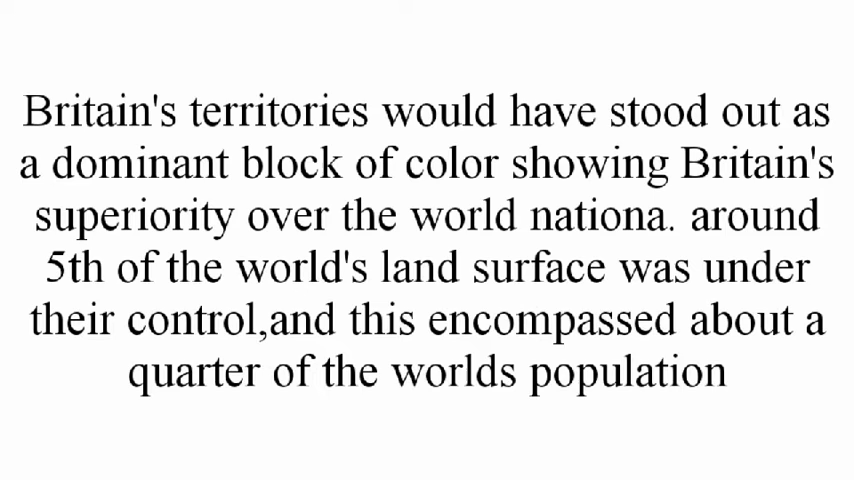 Britain's territories would have stood out as
a dominant block of color showing Britain's
superiority over the world nationa. around
5th of the world's land surface was under
their control,and this encompassed about a
quarter of the worlds population